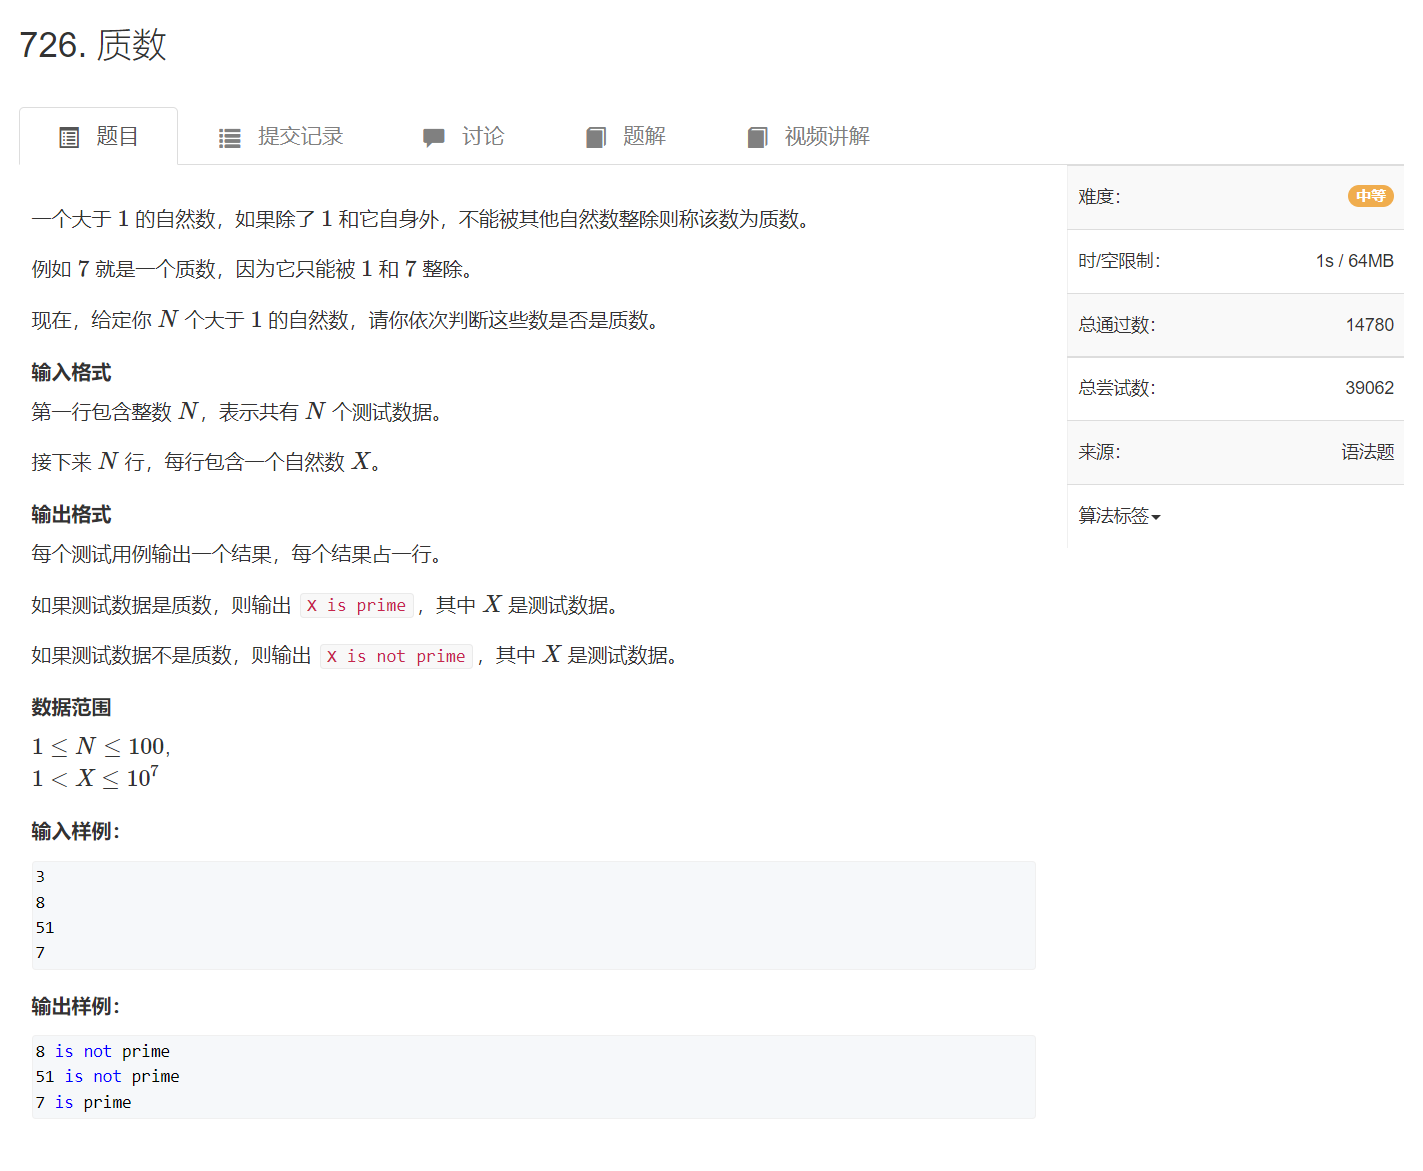 726. 质数
题目 提交记录 讨论 题解 视频讲解
一个大于 1 的自然数，如果除了 1 和它自身外，不能被其他自然数整除则称该数为质数。
例如 7 就是一个质数，因为它只能被 1 和 7 整除。
现在，给定你 N 个大于 1 的自然数，请你依次判断这些数是否是质数。
输入格式
第一行包含整数 N，表示共有 N 个测试数据。
接下来 N 行，每行包含一个自然数 X。
输出格式
每个测试用例输出一个结果，每个结果占一行。
如果测试数据是质数，则输出 X is prime，其中 X 是测试数据。
如果测试数据不是质数，则输出 X is not prime，其中 X 是测试数据。
数据范围
1 ≤ N ≤ 100,
1 < X ≤ 10^7
输入样例：
3
8
51
7
输出样例：
8 is not prime
51 is not prime
7 is prime
难度： 中等
时/空限制： 1s / 64MB
总通过数： 14780
总尝试数： 39062
来源： 语法题
算法标签